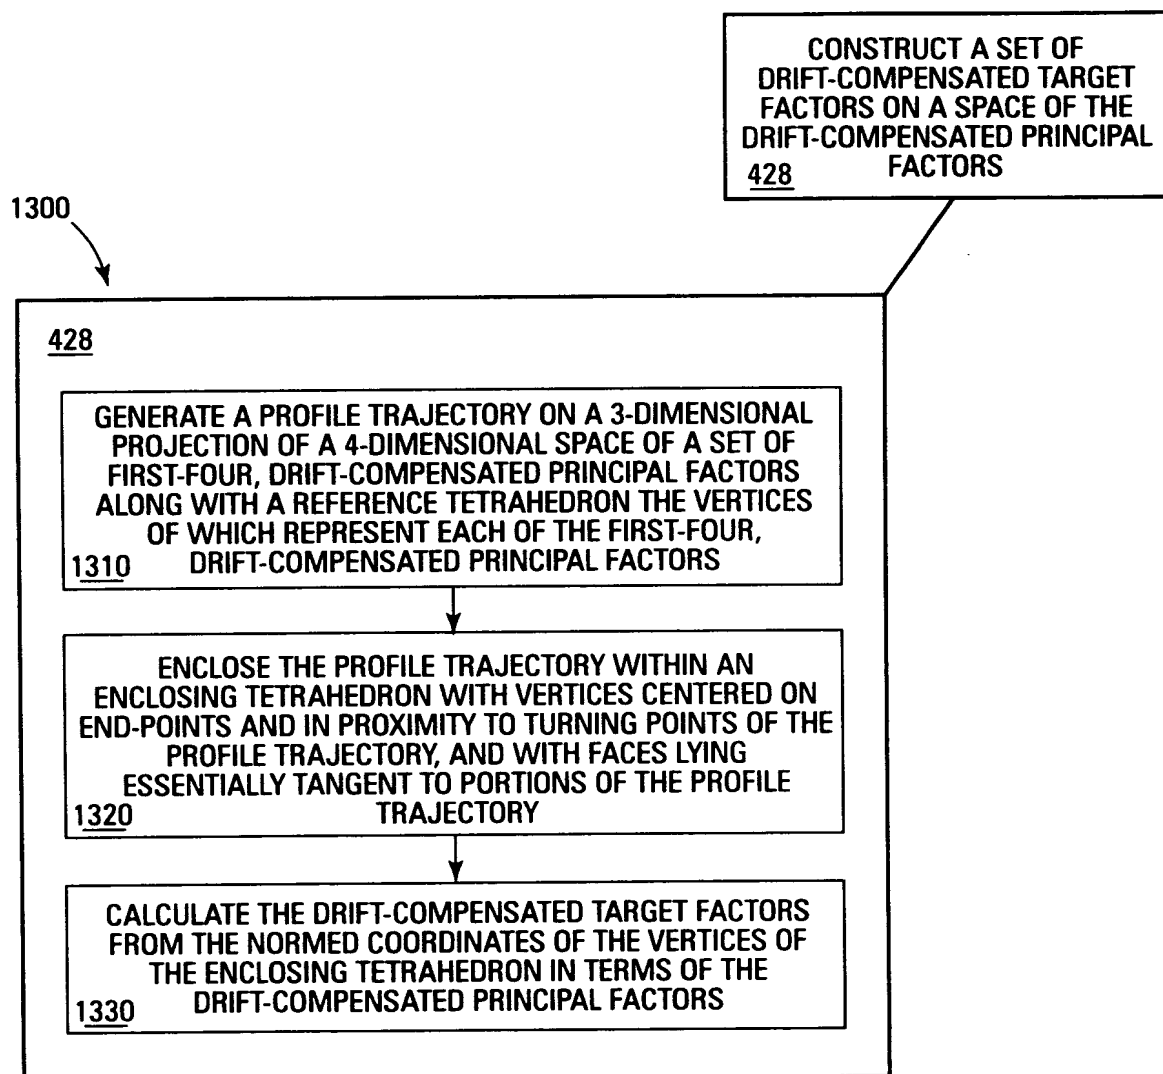 CONSTRUCT A SET OF
DRIFT-COMPENSATED TARGET
FACTORS ON A SPACE OF THE
DRIFT-COMPENSATED PRINCIPAL
FACTORS
428
1300
428
GENERATE A PROFILE TRAJECTORY ON A 3-DIMENSIONAL
PROJECTION OF A 4-DIMENSIONAL SPACE OF A SET OF
FIRST-FOUR, DRIFT-COMPENSATED PRINCIPAL FACTORS
ALONG WITH A REFERENCE TETRAHEDRON THE VERTICES
OF WHICH REPRESENT EACH OF THE FIRST-FOUR,
DRIFT-COMPENSATED PRINCIPAL FACTORS
1310
ENCLOSE THE PROFILE TRAJECTORY WITHIN AN
ENCLOSING TETRAHEDRON WITH VERTICES CENTERED ON
END-POINTS AND IN PROXIMITY TO TURNING POINTS OF THE
PROFILE TRAJECTORY, AND WITH FACES LYING
ESSENTIALLY TANGENT TO PORTIONS OF THE PROFILE
TRAJECTORY
1320
CALCULATE THE DRIFT-COMPENSATED TARGET FACTORS
FROM THE NORMED COORDINATES OF THE VERTICES OF
THE ENCLOSING TETRAHEDRON IN TERMS OF THE
DRIFT-COMPENSATED PRINCIPAL FACTORS
1330